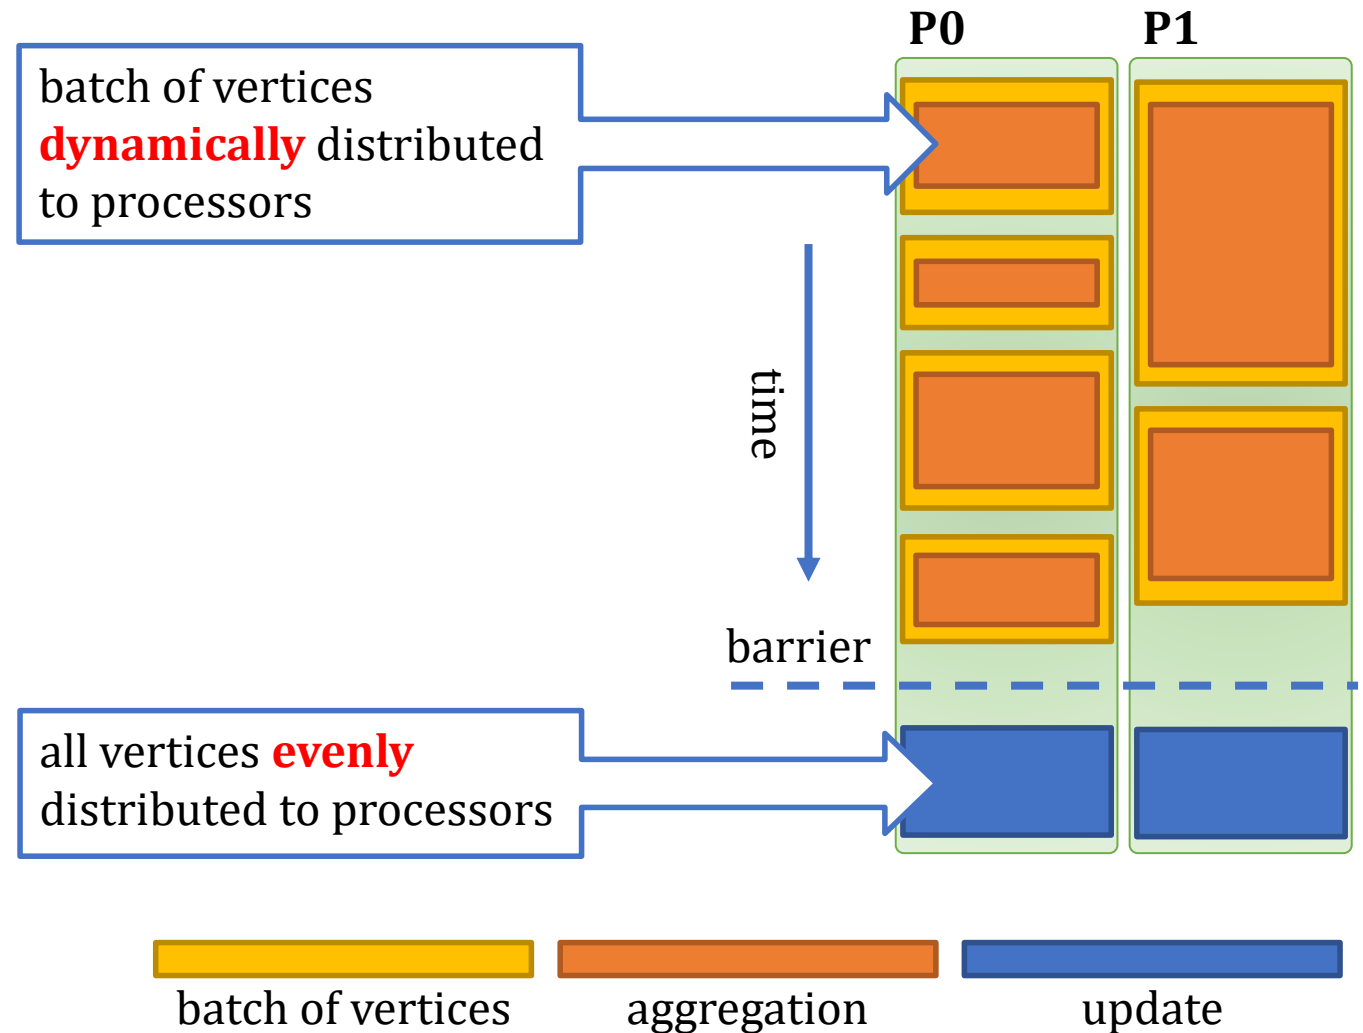 P0
P1
batch of vertices
dynamically distributed
to processors
time
barrier
all vertices evenly
distributed to processors
batch of vertices
aggregation
update